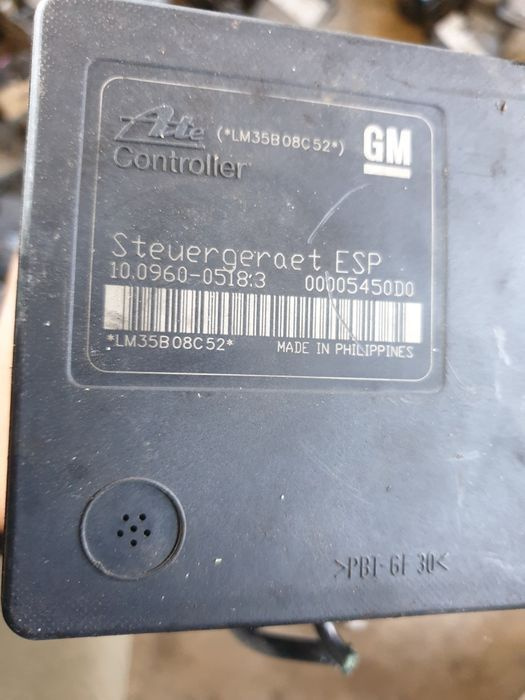 Ate (*LM35B08C52*) GM
Controller
Steuergeraet ESP
10.0960-0518.3 00005450D0
*LM35B08C52* MADE IN PHILIPPINES
>PBT-GF 30<